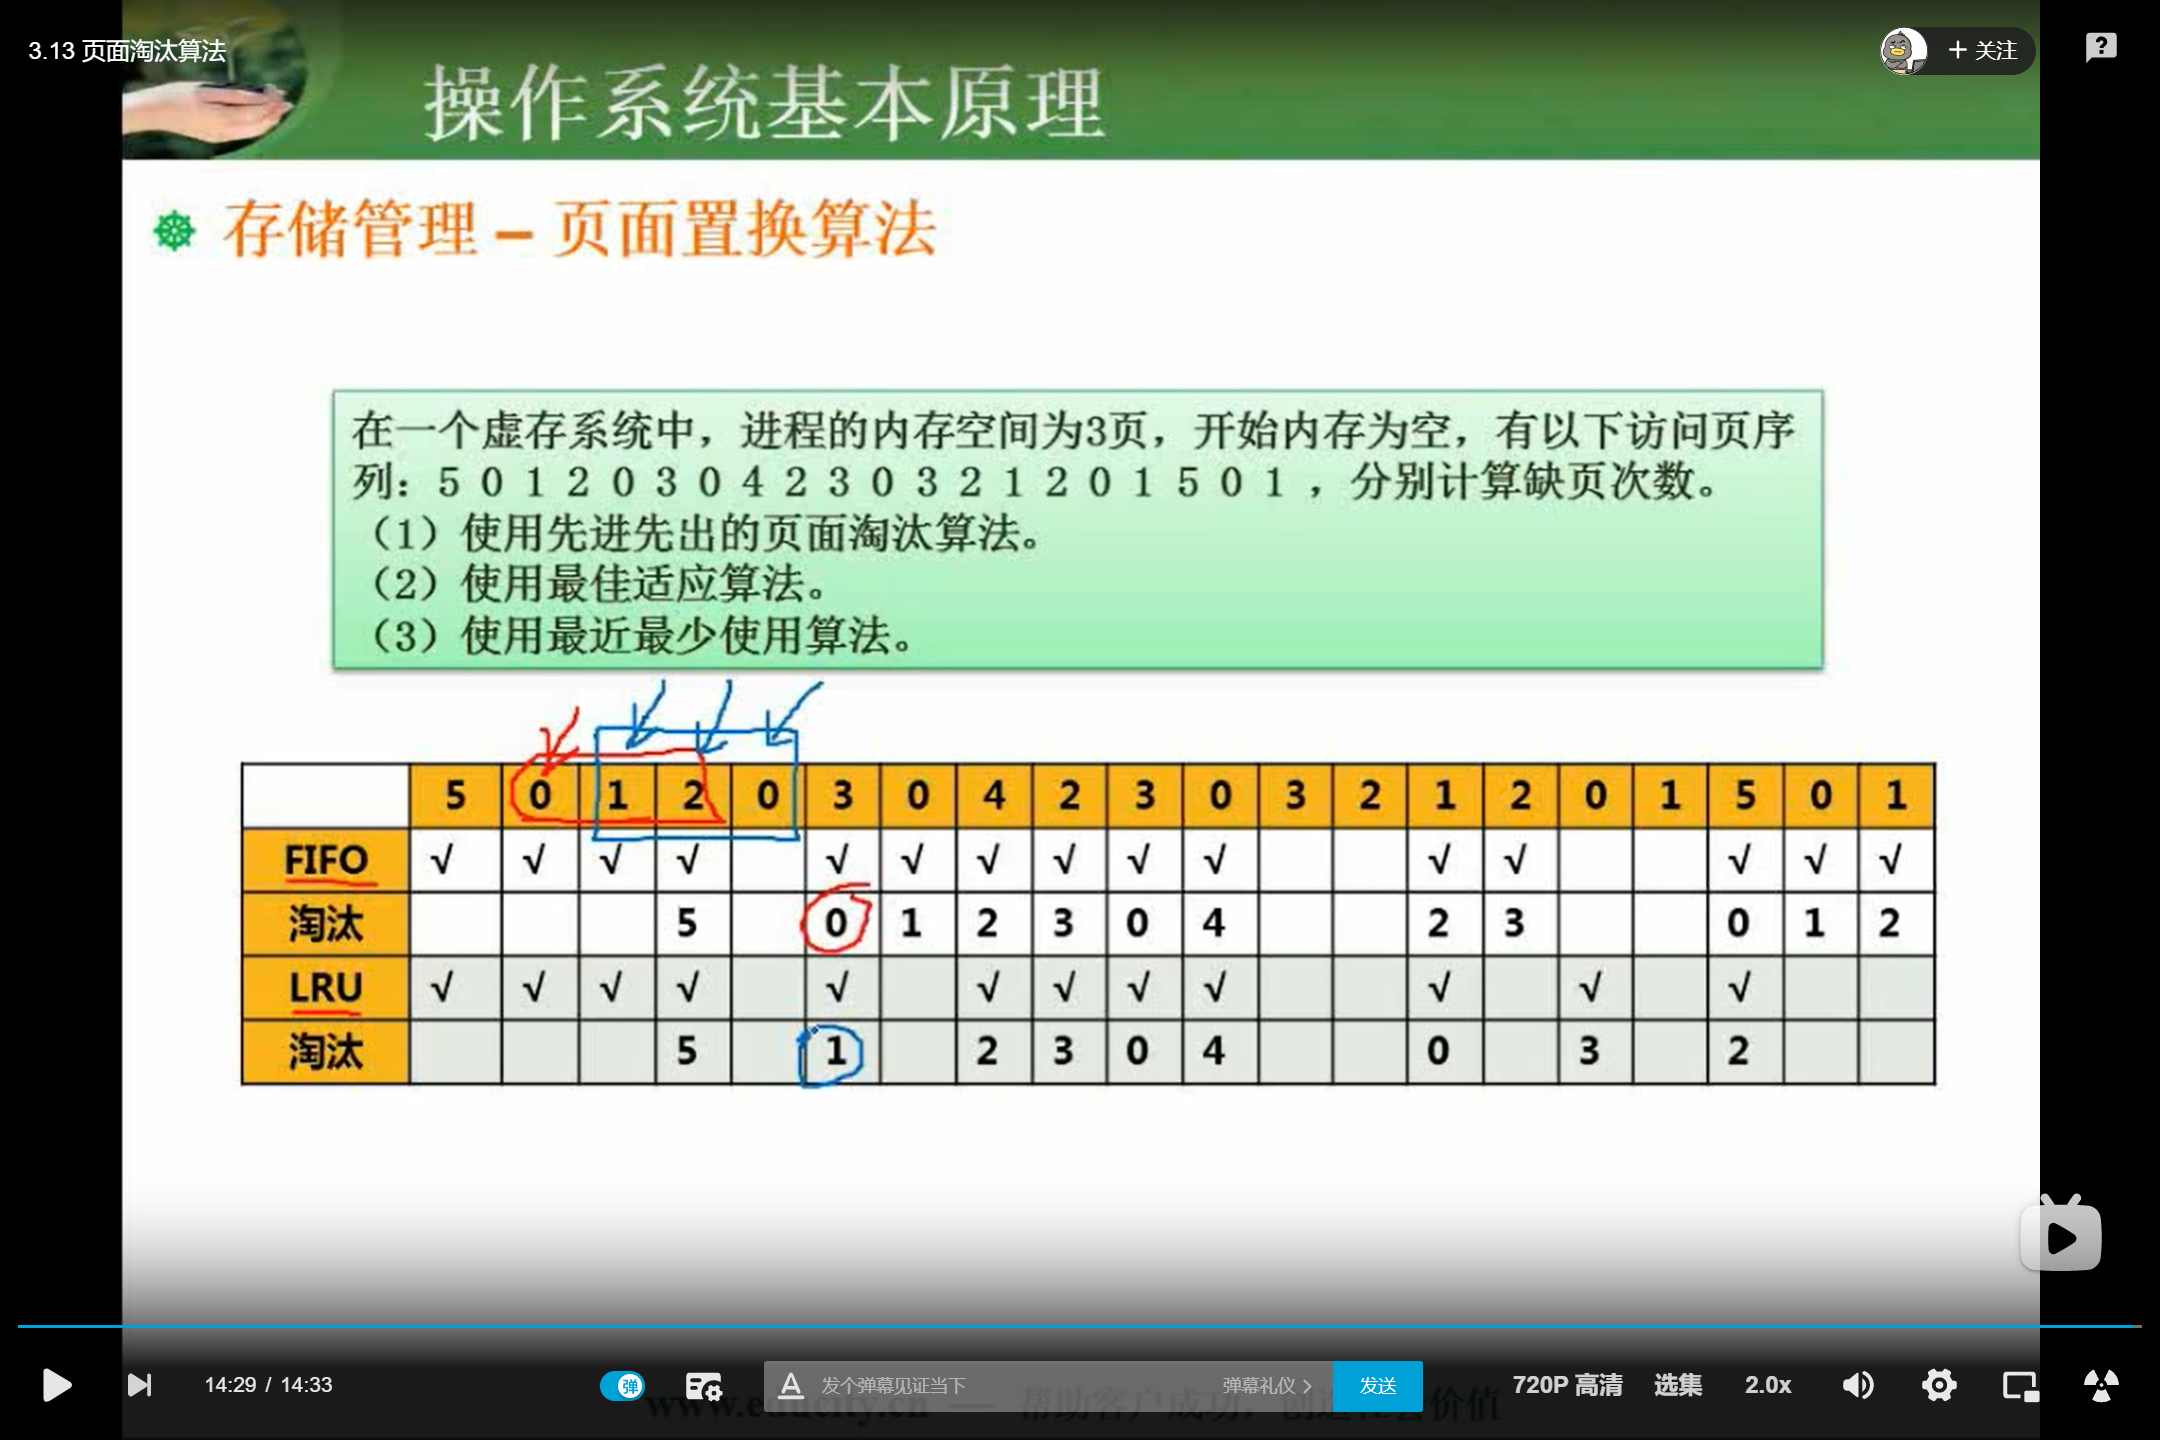 3.13 页面淘汰算法
+ 关注
操作系统基本原理
存储管理 – 页面置换算法
在一个虚存系统中，进程的内存空间为3页，开始内存为空，有以下访问页序
列：5 0 1 2 0 3 0 4 2 3 0 3 2 1 2 0 1 5 0 1 ，分别计算缺页次数。
（1）使用先进先出的页面淘汰算法。
（2）使用最佳适应算法。
（3）使用最近最少使用算法。
5 0 1 2 0 3 0 4 2 3 0 3 2 1 2 0 1 5 0 1
FIFO √ √ √ √ √ √ √ √ √ √ √ √ √ √ √
淘汰 5 0 1 2 3 0 4 2 3 0 1 2
LRU √ √ √ √ √ √ √ √ √ √ √ √
淘汰 5 1 2 3 0 4 0 3 2
14:29 / 14:33
弹
A 发个弹幕见证当下
弹幕礼仪 >
发送
720P 高清
选集
2.0x
www.educity.cn — 帮助客户成功，创造社会价值